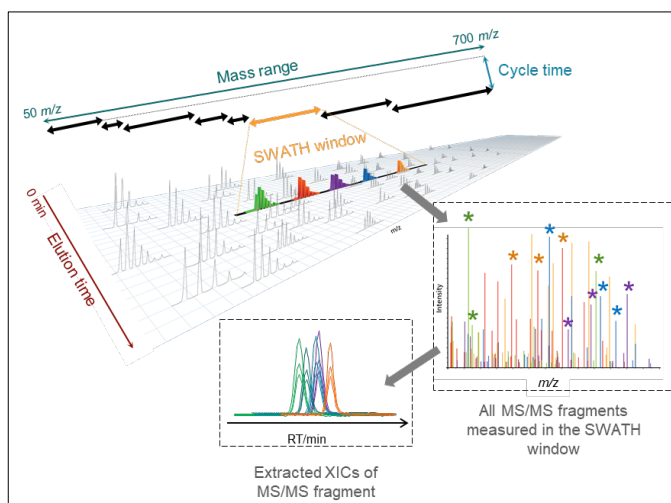 700 m/z
Mass range
Cycle time
50 m/z
SWATH window
0 min
m/z
Elution time
Intensity
m/z
RT/min
All MS/MS fragments
measured in the SWATH
window
Extracted XICs of
MS/MS fragment